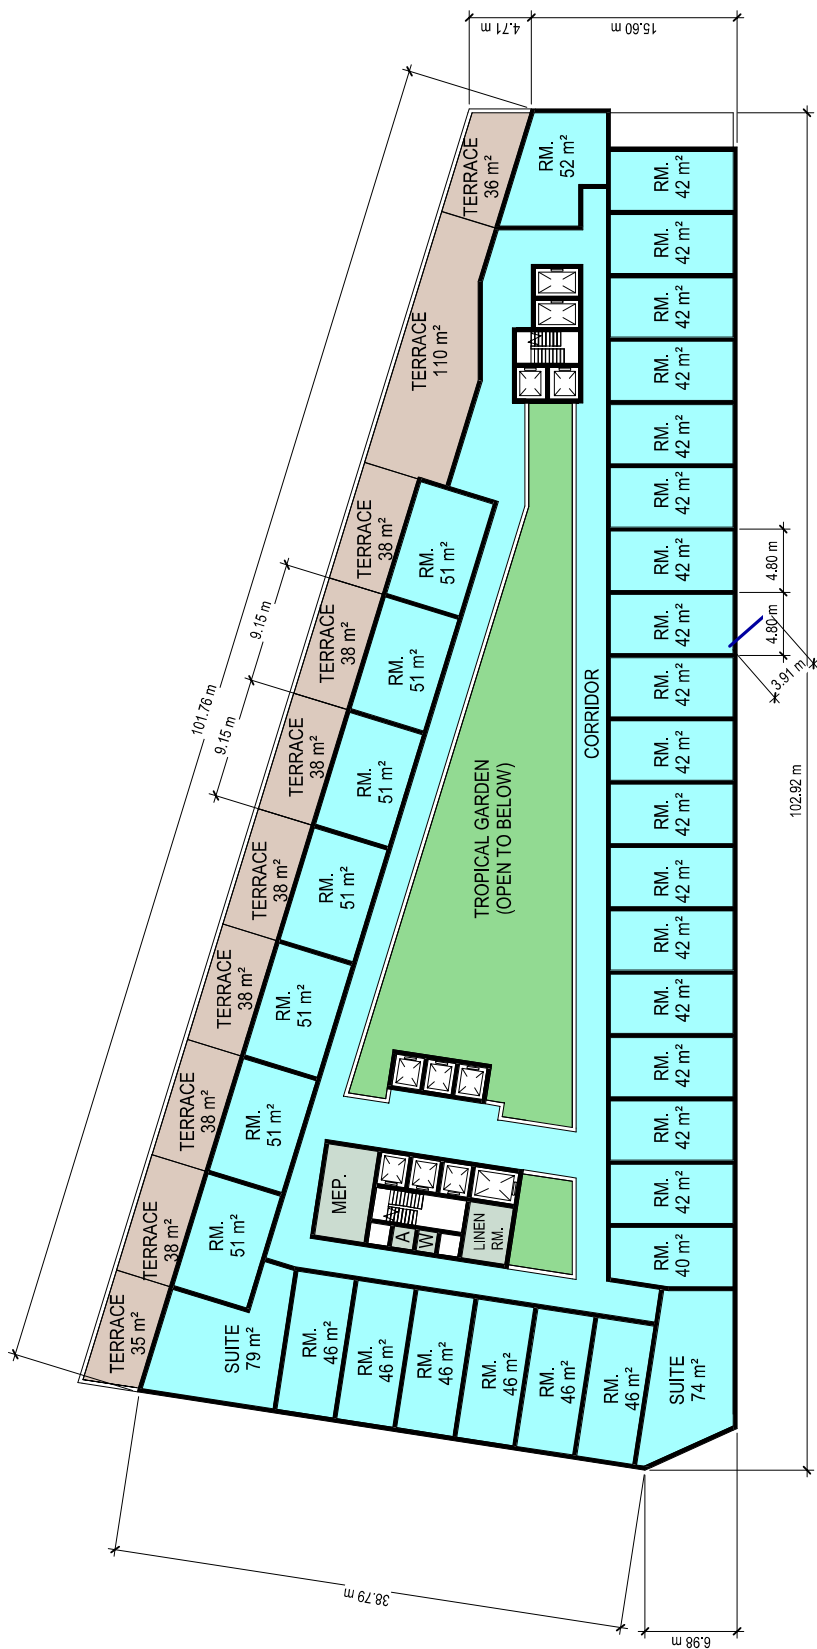 4.71 m
15.60 m
TERRACE
36 m²
RM.
52 m²
RM.
42 m²
RM.
42 m²
RM.
42 m²
RM.
42 m²
RM.
42 m²
RM.
42 m²
RM.
42 m²
RM.
42 m²
RM.
42 m²
RM.
42 m²
RM.
42 m²
RM.
42 m²
RM.
42 m²
RM.
42 m²
RM.
42 m²
RM.
42 m²
RM.
42 m²
RM.
40 m²
TERRACE
110 m²
TERRACE
38 m²
RM.
51 m²
TERRACE
38 m²
RM.
51 m²
TERRACE
38 m²
RM.
51 m²
TERRACE
38 m²
RM.
51 m²
TERRACE
38 m²
RM.
51 m²
TERRACE
38 m²
RM.
51 m²
TERRACE
38 m²
RM.
51 m²
TERRACE
35 m²
101.76 m
9.15 m
9.15 m
4.80 m
4.80 m
3.91 m
102.92 m
CORRIDOR
TROPICAL GARDEN
(OPEN TO BELOW)
MEP.
A
W
LINEN
RM.
SUITE
79 m²
RM.
46 m²
RM.
46 m²
RM.
46 m²
RM.
46 m²
RM.
46 m²
RM.
46 m²
SUITE
74 m²
38.79 m
6.98 m